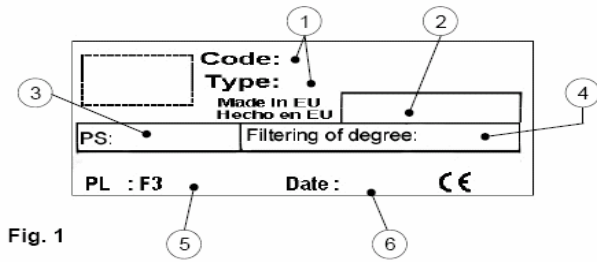 1
2
Code:
Type:
3
4
Made In EU
Hecho en EU
PS:
Filtering of degree:
PL : F3
Date :
CE
Fig. 1
5
6